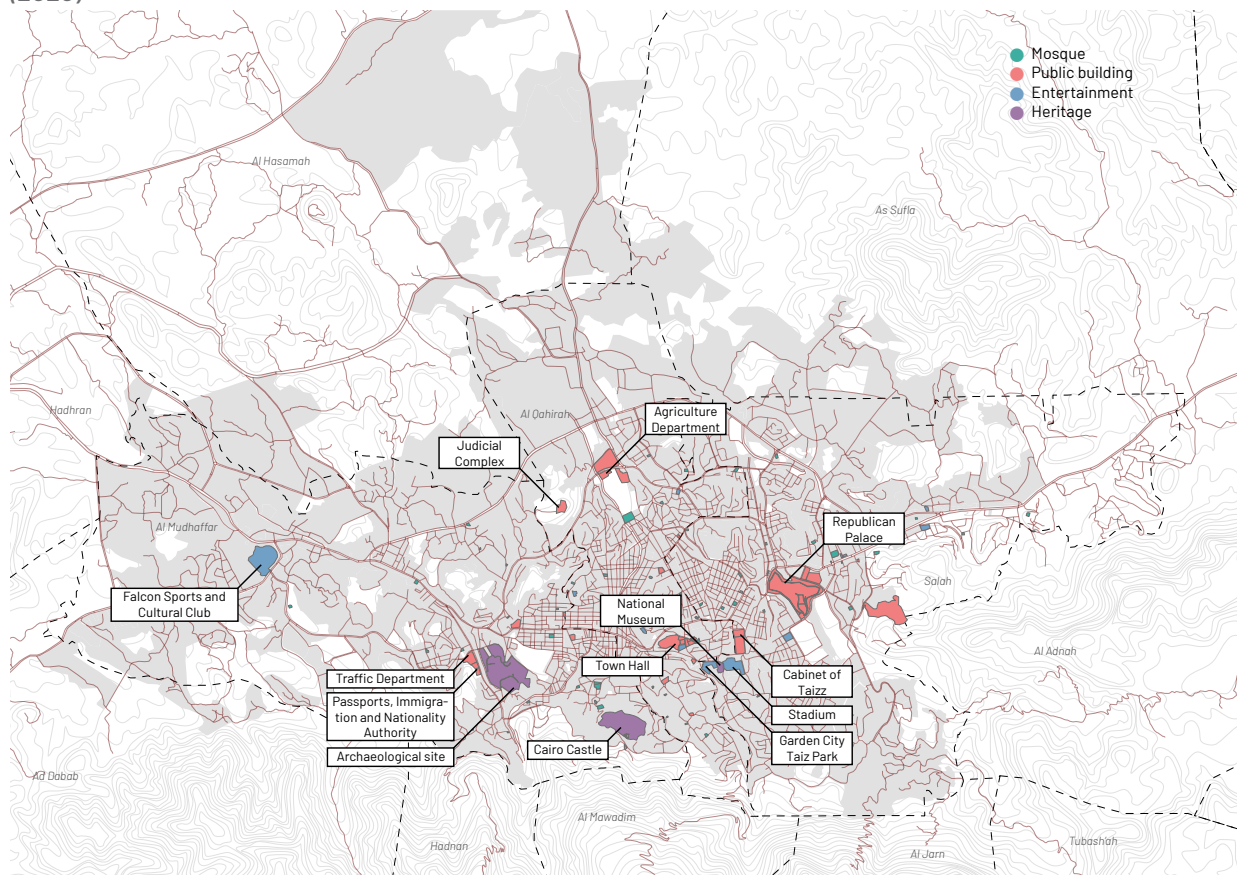 Mosque
Public building
Entertainment
Heritage
Al Hasamah
As Sufla
Hadhran
Al Qahirah
Agriculture
Department
Judicial
Complex
Al Mudhaffar
Republican
Palace
Falcon Sports and
Cultural Club
Salah
National
Museum
Al Adnah
Town Hall
Traffic Department
Cabinet of
Taizz
Passports, Immigra-
tion and Nationality
Authority
Stadium
Garden City
Taiz Park
Archaeological site
Cairo Castle
Ad Dabab
Al Mawadim
Hadnan
Al Jarn
Tubash'ah